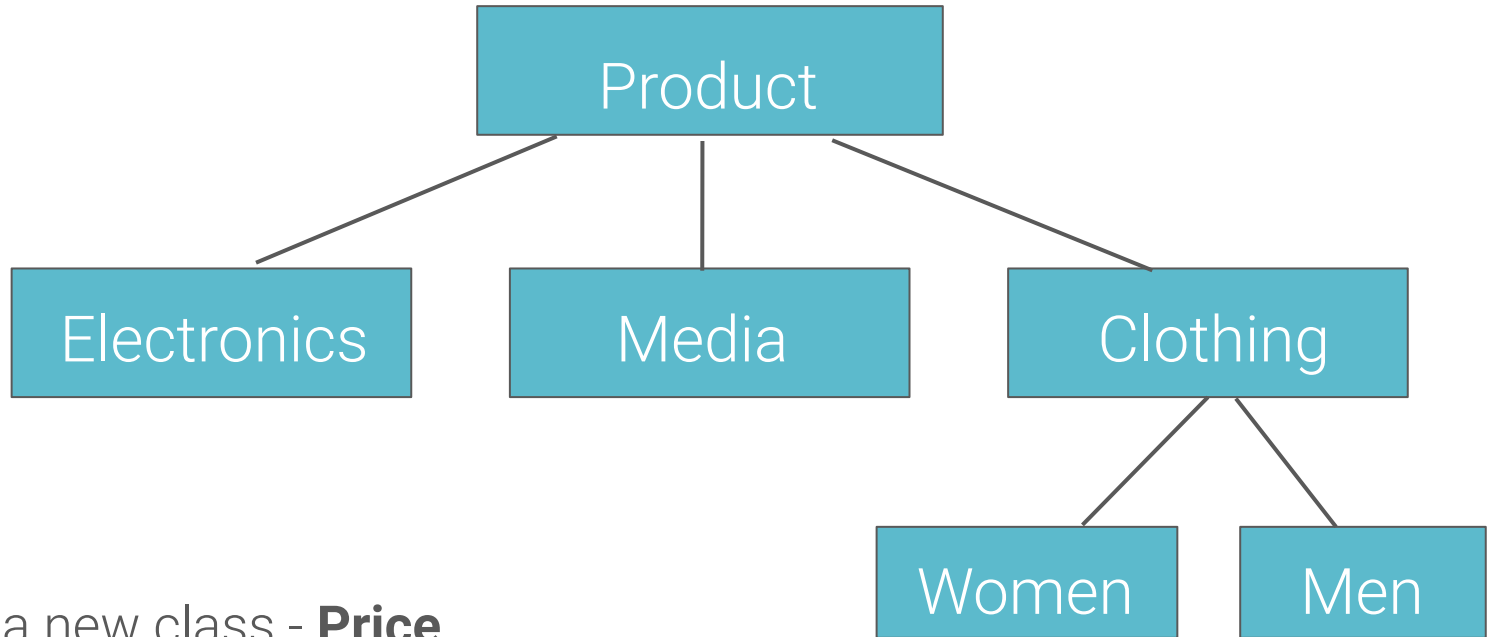 Product
Electronics
Media
Clothing
Women
Men
a new class - Price